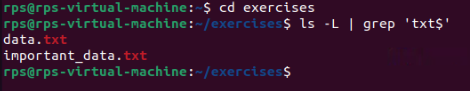 rps@rps-virtual-machine:~$ cd exercises
rps@rps-virtual-machine:~/exercises$ ls -L | grep 'txt$'
data.txt
important_data.txt
rps@rps-virtual-machine:~/exercises$